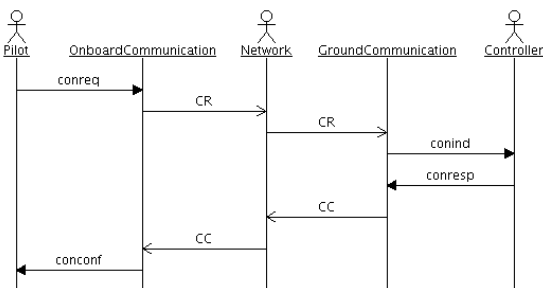 Pilot OnboardCommunication Network GroundCommunication Controller
conreq
CR
CR
conind
conresp
CC
CC
conconf